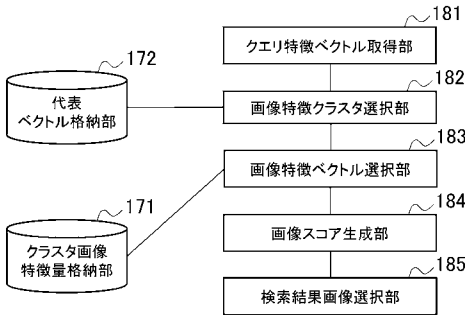 181
クエリ特徴ベクトル取得部
172
182
代表
ベクトル格納部
画像特徴クラスタ選択部
183
画像特徴ベクトル選択部
171
184
クラスタ画像
特徴量格納部
画像スコア生成部
185
検索結果画像選択部